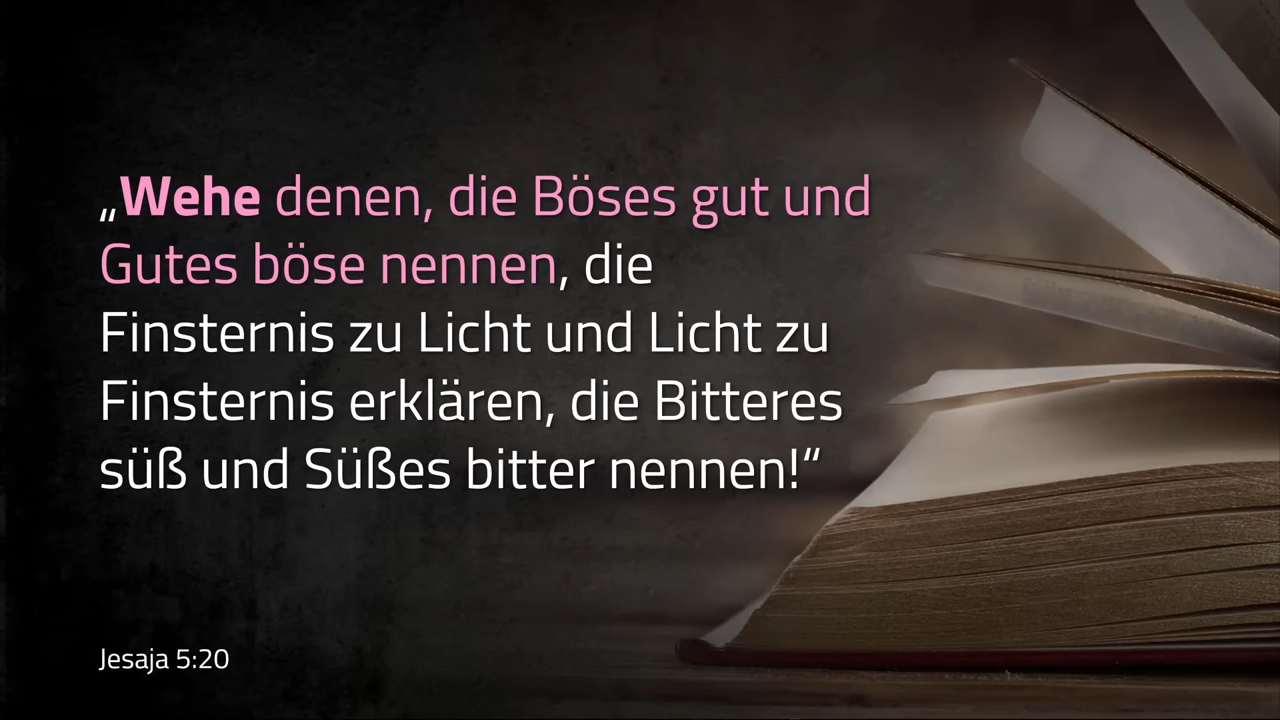 „Wehe denen, die Böses gut und
Gutes böse nennen, die
Finsternis zu Licht und Licht zu
Finsternis erklären, die Bitteres
süß und Süßes bitter nennen!“
Jesaja 5:20